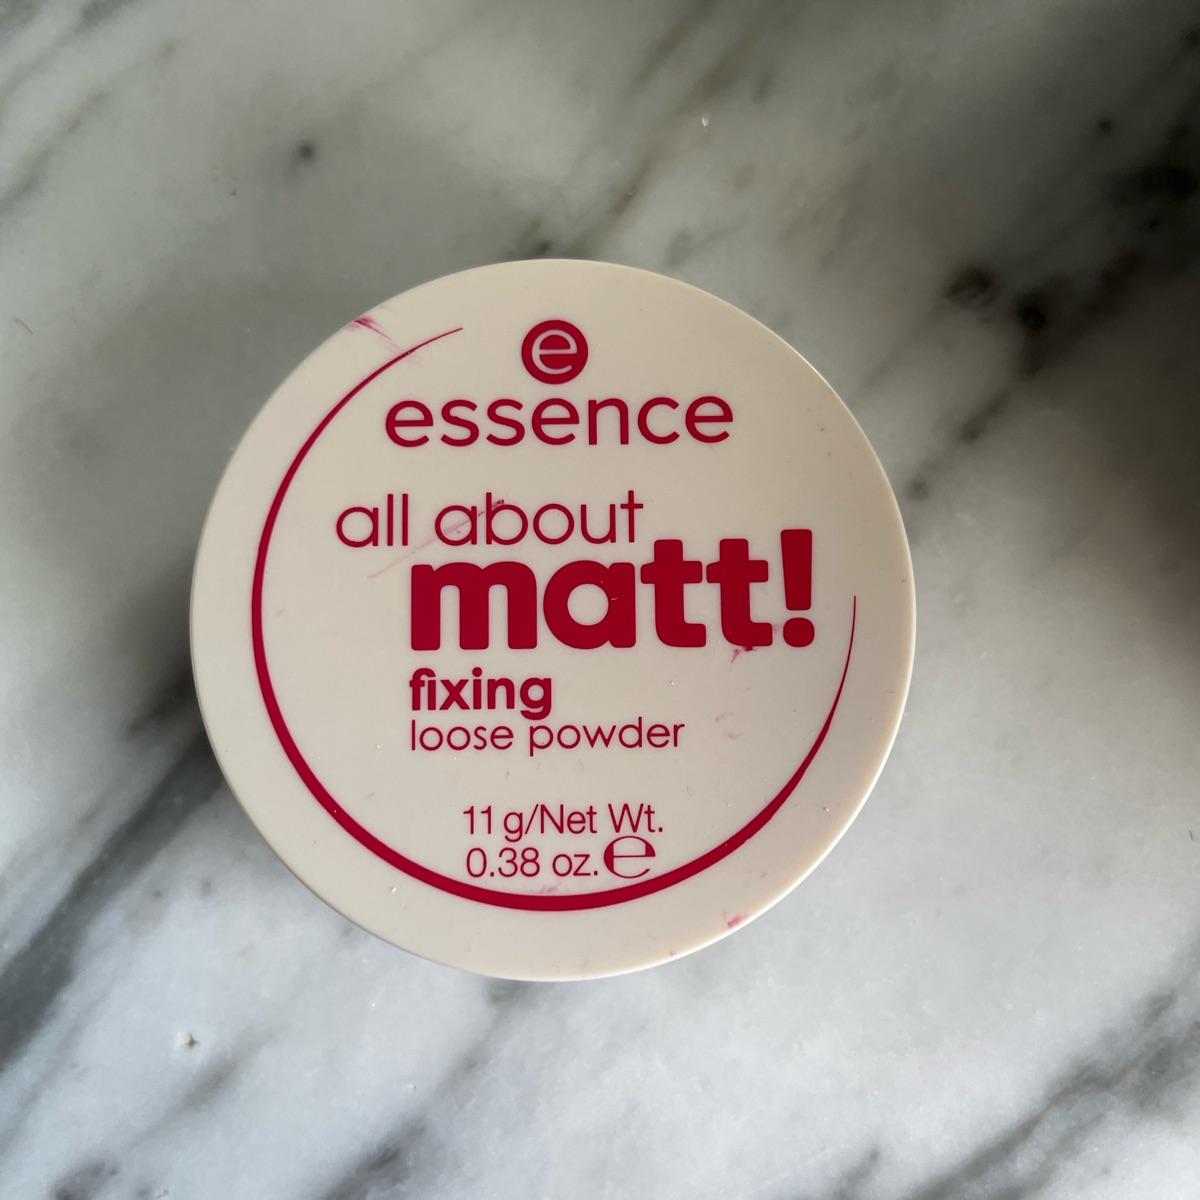 e
essence
all about
matt!
fixing
loose powder
11 g/Net Wt.
0.38 oz. ℮